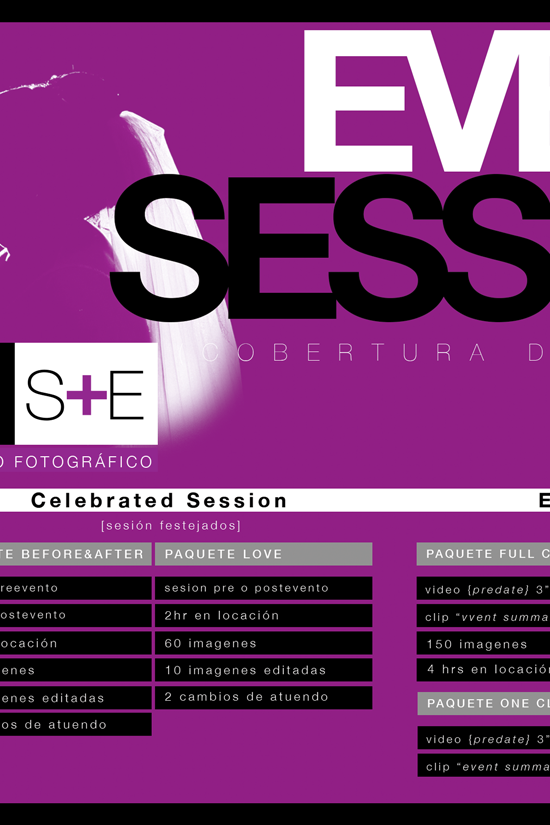 EVE
SESS
COBERTURA D
S+E
O FOTOGRÁFICO
Celebrated Session
E
[sesión festejados]
TE BEFORE&AFTER
reevento
ostevento
ocación
enes
enes editadas
os de atuendo
PAQUETE LOVE
sesion pre o postevento
2hr en locación
60 imagenes
10 imagenes editadas
2 cambios de atuendo
PAQUETE FULL C
video {predate} 3"
clip "vvent summa
150 imagenes
4 hrs en locación
PAQUETE ONE CL
video {predate} 3"
clip "event summa